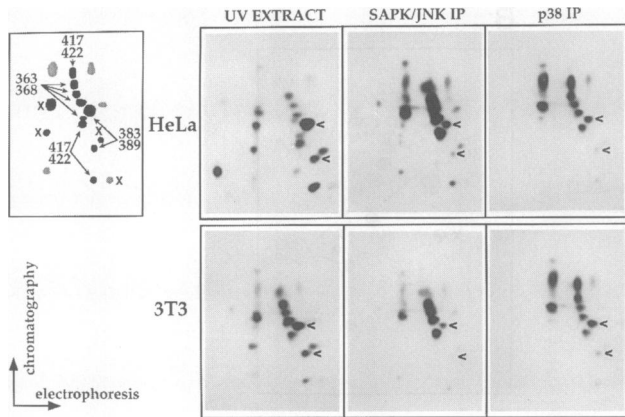 UV EXTRACT SAPK/JNK IP p38 IP
417
422
363
368
X
X
383
389
417
422
X
HeLa
<
<
<
<
<
<
3T3
<
<
<
<
<
<
chromatography
electrophoresis